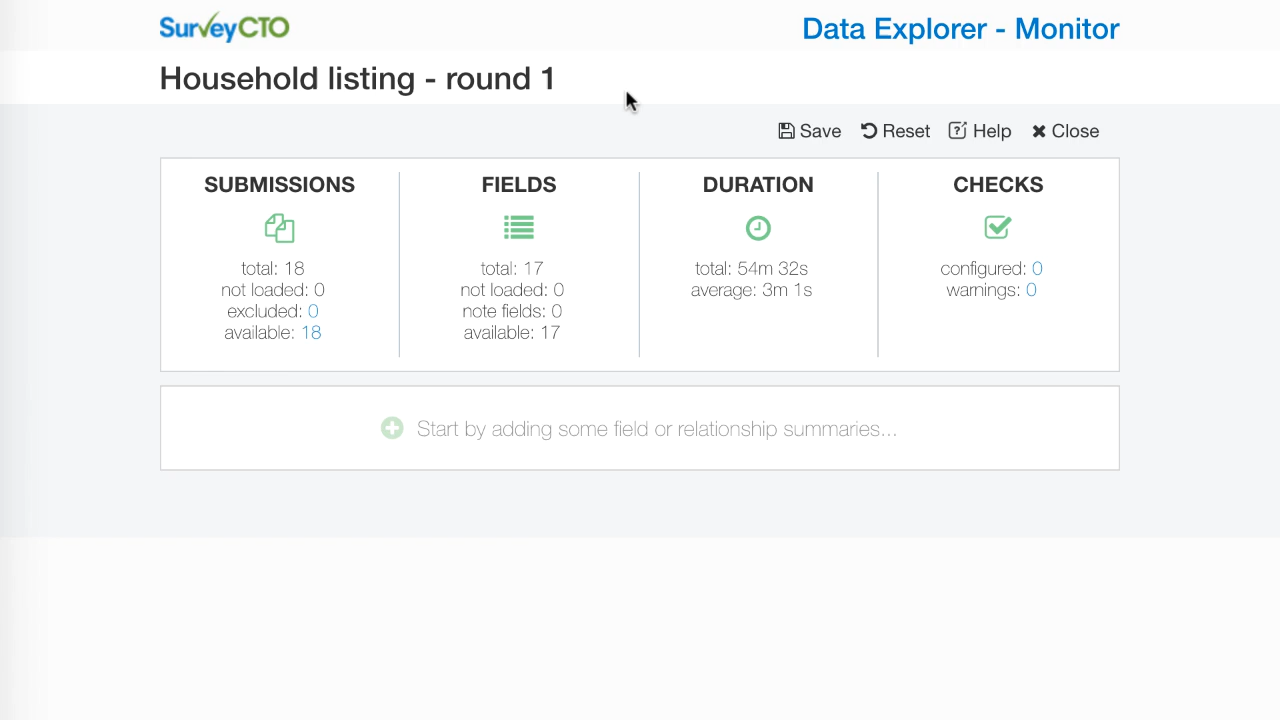 SurveyCTO
Data Explorer - Monitor
Household listing - round 1
Save Reset Help Close
SUBMISSIONS
total: 18
not loaded: 0
excluded: 0
available: 18
FIELDS
total: 17
not loaded: 0
note fields: 0
available: 17
DURATION
total: 54m 32s
average: 3m 1s
CHECKS
configured: 0
warnings: 0
Start by adding some field or relationship summaries...